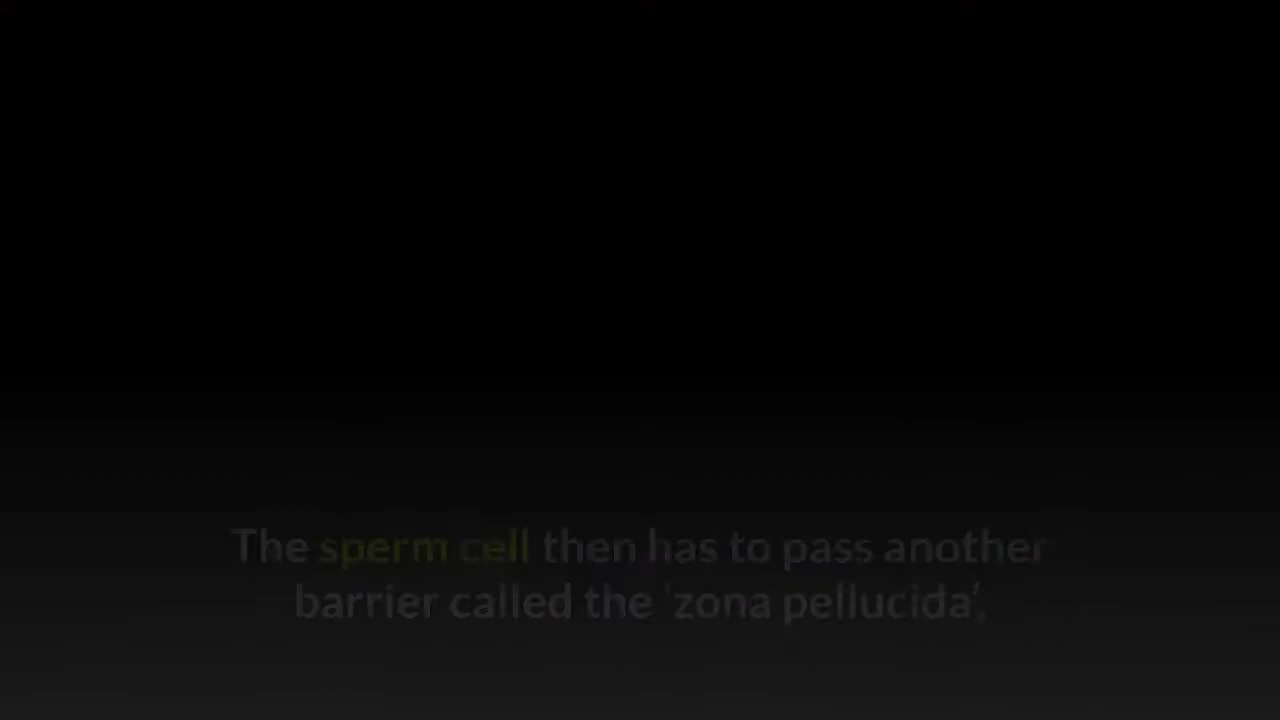 The sperm cell then has to pass another
barrier called the 'zona pellucida'.